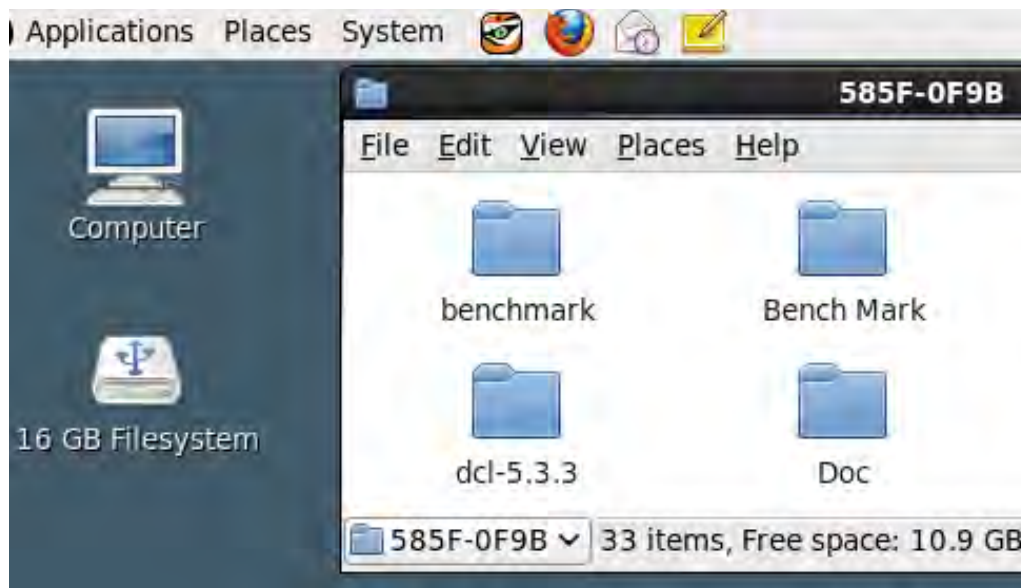 Applications Places System
585F-0F9B
File Edit View Places Help
Computer
benchmark
Bench Mark
16 GB Filesystem
dcl-5.3.3
Doc
585F-0F9B
33 items, Free space: 10.9 GB